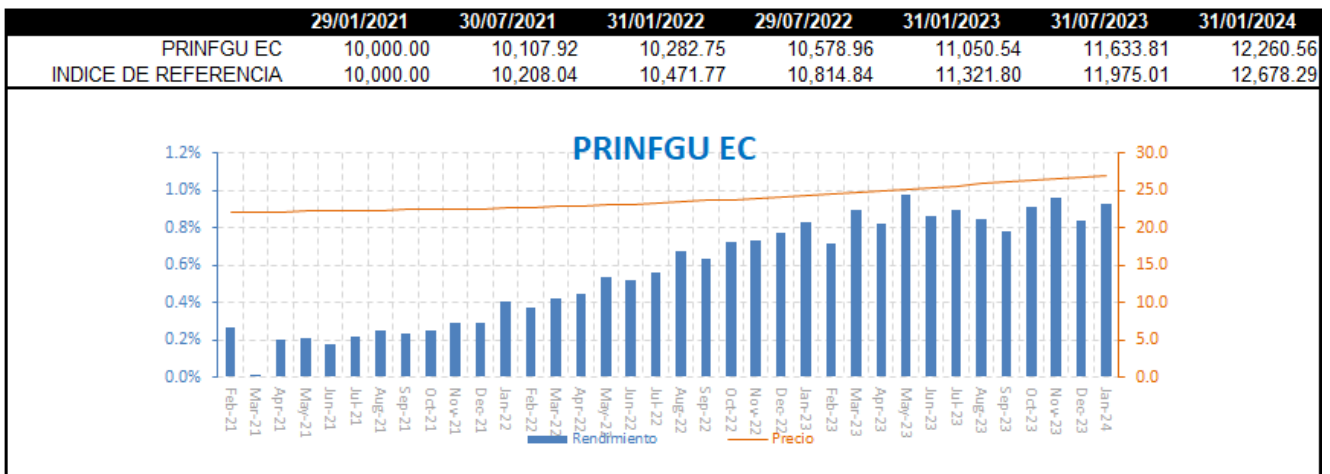 29/01/2021 30/07/2021 31/01/2022 29/07/2022 31/01/2023 31/07/2023 31/01/2024
PRINFGU EC 10,000.00 10,107.92 10,282.75 10,578.96 11,050.54 11,633.81 12,260.56
INDICE DE REFERENCIA 10,000.00 10,208.04 10,471.77 10,814.84 11,321.80 11,975.01 12,678.29
PRINFGU EC
1.2% 30.0
1.0% 25.0
0.8% 20.0
0.6% 15.0
0.4% 10.0
0.2% 5.0
0.0% 0.0
Feb-21 Mar-21 Apr-21 May-21 Jun-21 Jul-21 Aug-21 Sep-21 Oct-21 Nov-21 Dec-21 Jan-22 Feb-22 Mar-22 Apr-22 May-22 Jun-22 Jul-22 Aug-22 Sep-22 Oct-22 Nov-22 Dec-22 Jan-23 Feb-23 Mar-23 Apr-23 May-23 Jun-23 Jul-23 Aug-23 Sep-23 Oct-23 Nov-23 Dec-23 Jan-24
Rendimiento Precio